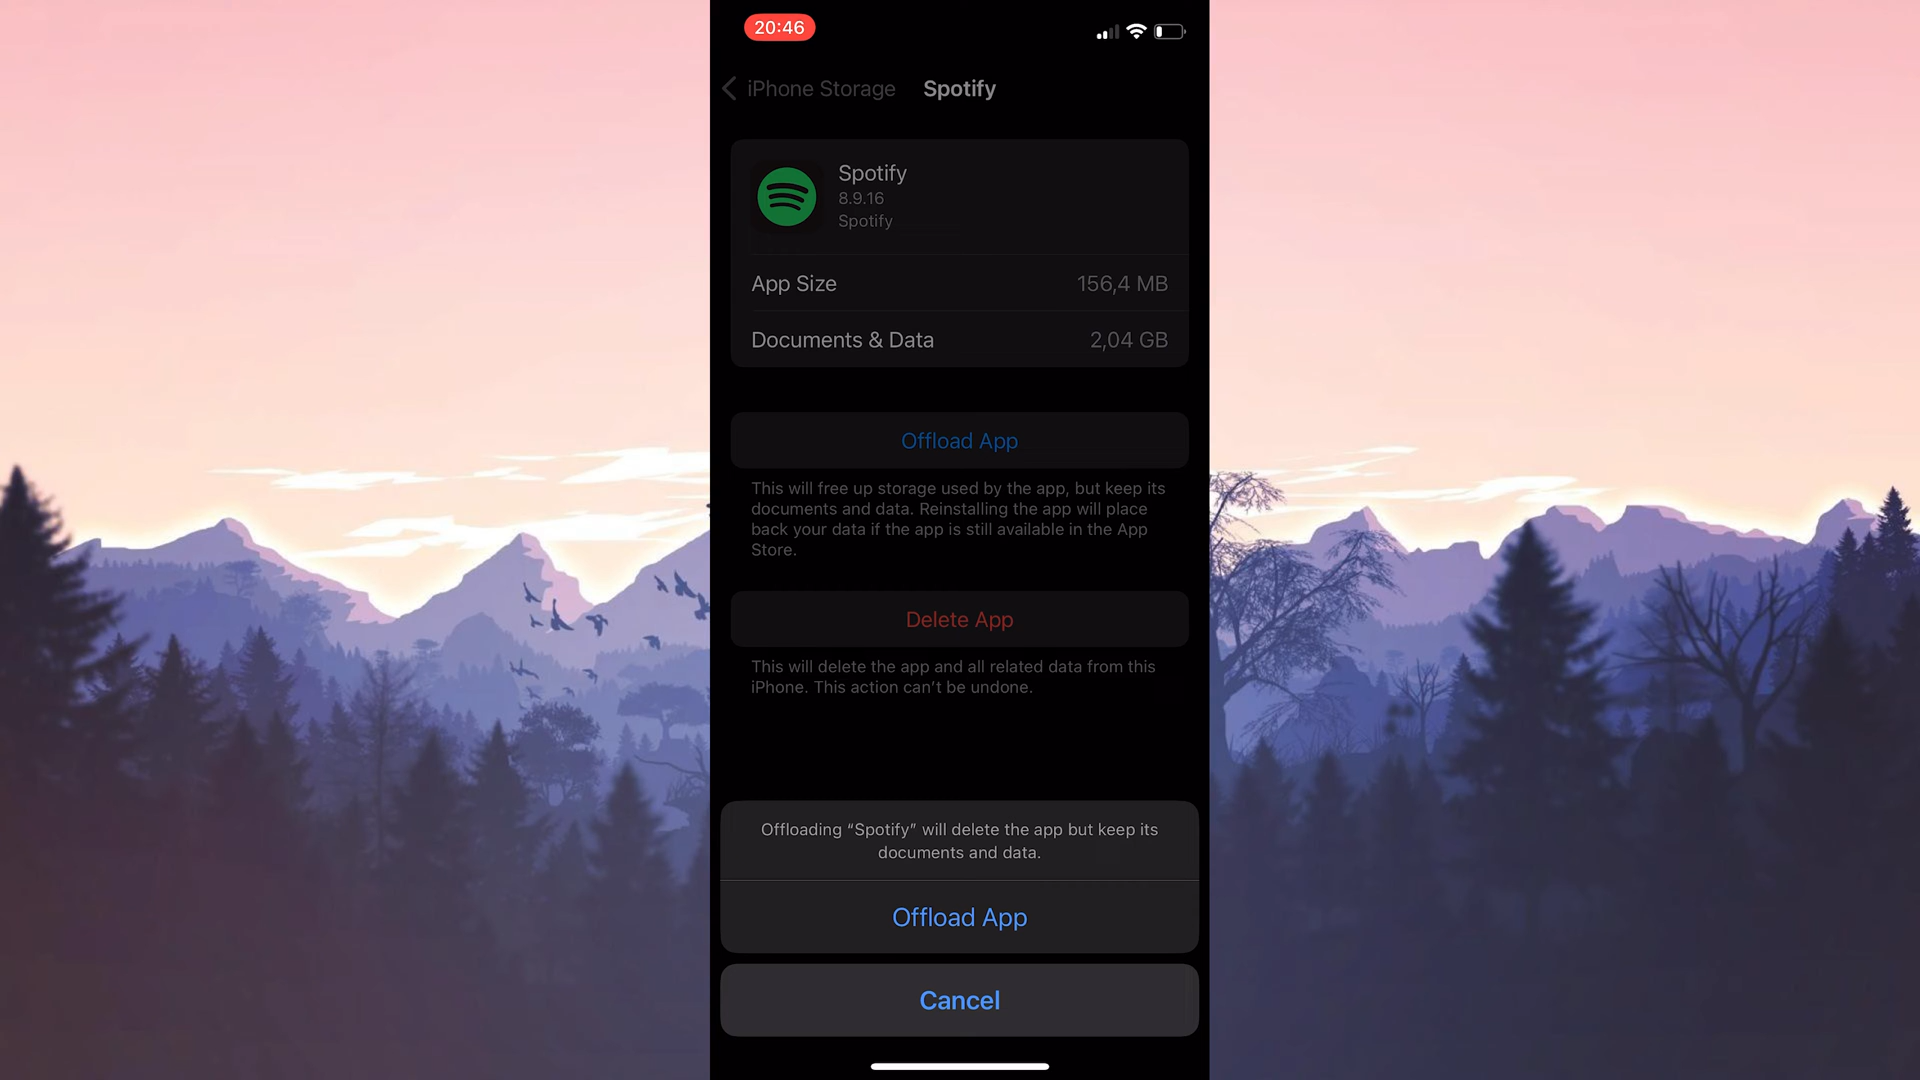 20:46
iPhone Storage
Spotify
Spotify
8.9.16
Spotify
App Size
156,4 MB
Documents & Data
2,04 GB
Offload App
This will free up storage used by the app, but keep its
documents and data. Reinstalling the app will place
back your data if the app is still available in the App
Store.
Delete App
This will delete the app and all related data from this
iPhone. This action can’t be undone.
Offloading “Spotify” will delete the app but keep its
documents and data.
Offload App
Cancel